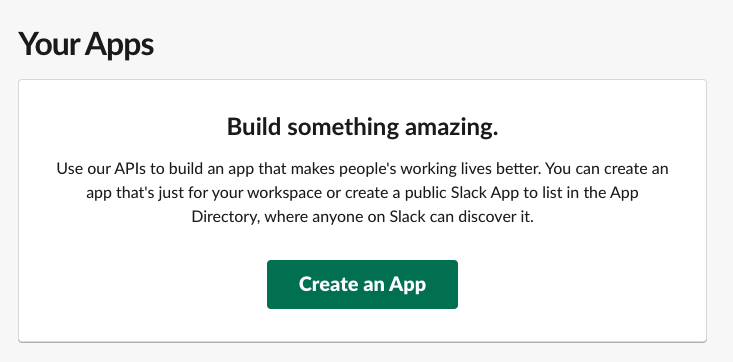 Your Apps
Build something amazing.
Use our APIs to build an app that makes people's working lives better. You can create an
app that's just for your workspace or create a public Slack App to list in the App
Directory, where anyone on Slack can discover it.
Create an App